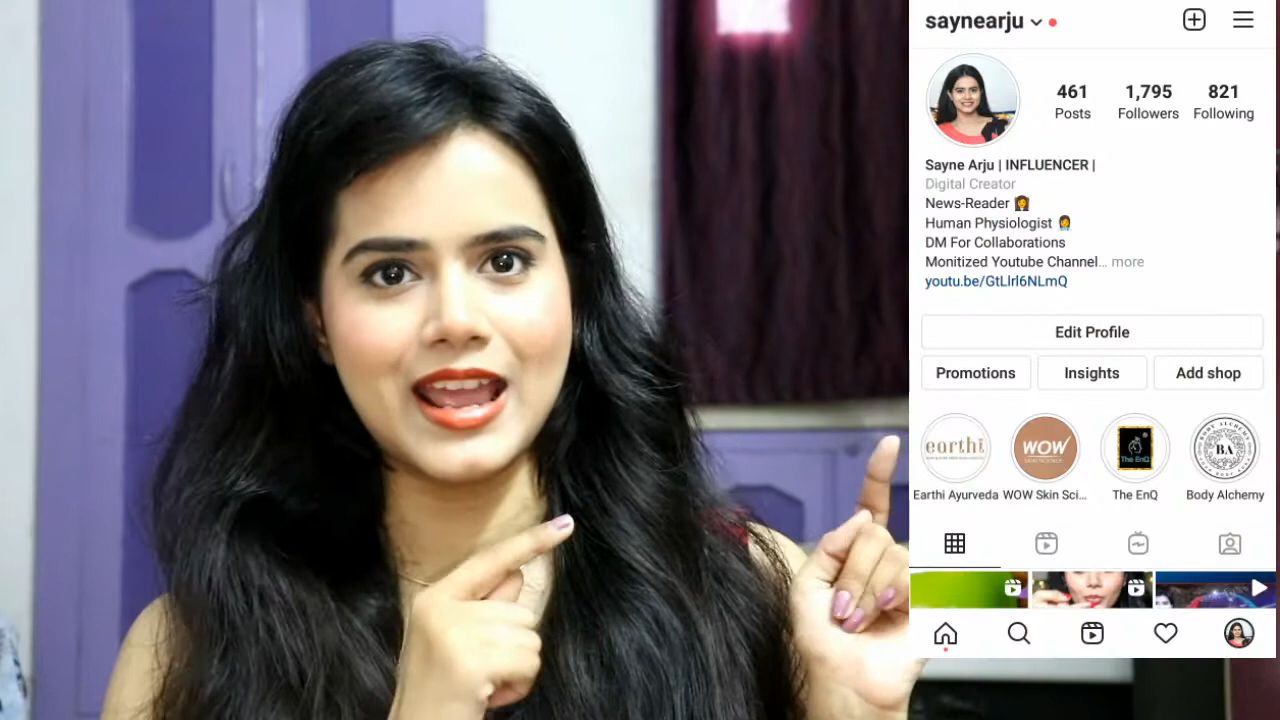 saynearju
461 1,795 821
Posts Followers Following
Sayne Arju | INFLUENCER |
Digital Creator
News-Reader
Human Physiologist
DM For Collaborations
Monitized Youtube Channel... more
youtu.be/GtLlrl6NLmQ
Edit Profile
Promotions Insights Add shop
earthi WOW The EnQ BODY ALCHEMY BA
Earthi Ayurveda WOW Skin Sci... The EnQ Body Alchemy